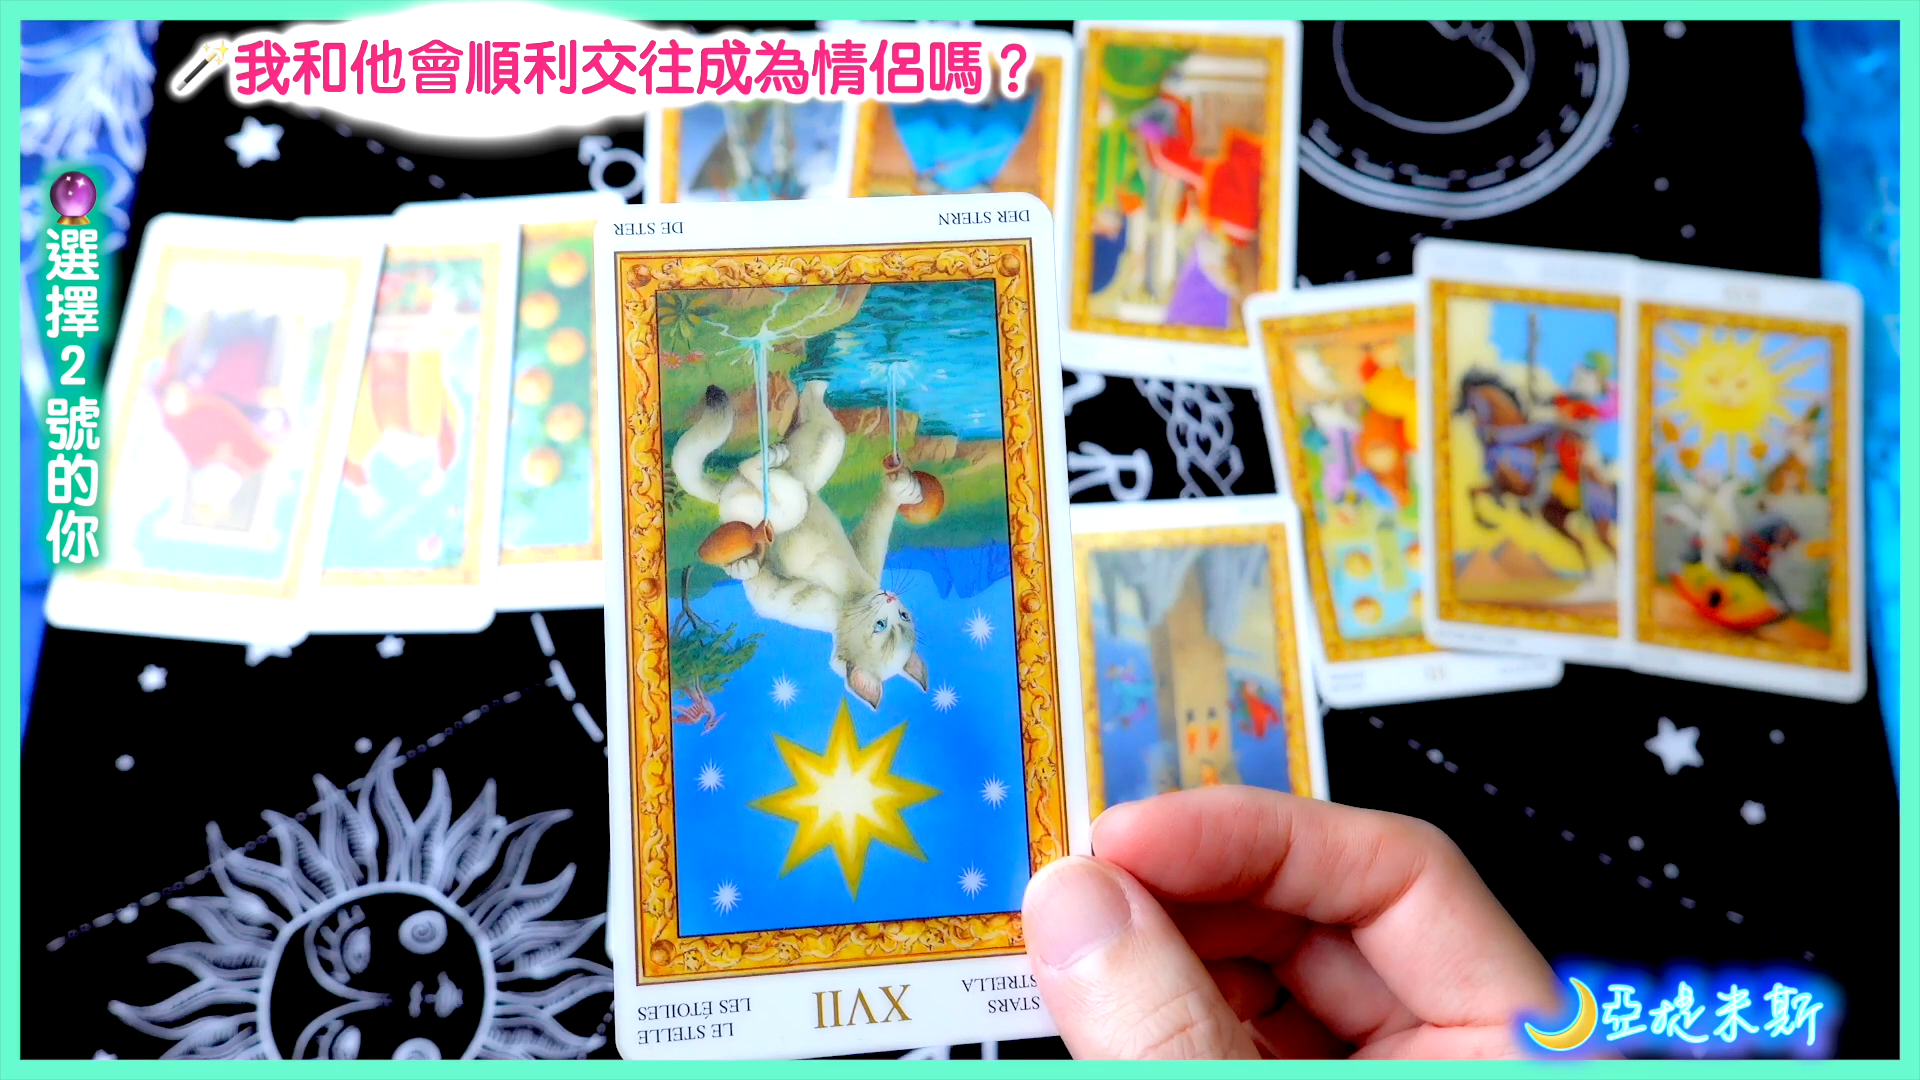 我和他會順利交往成為情侶嗎？
選擇2號的你
DE STER
DER STERN
XVII
LE STELLE
LES ÉTOILES
STARS
STRELLA
R
亞堤米斯